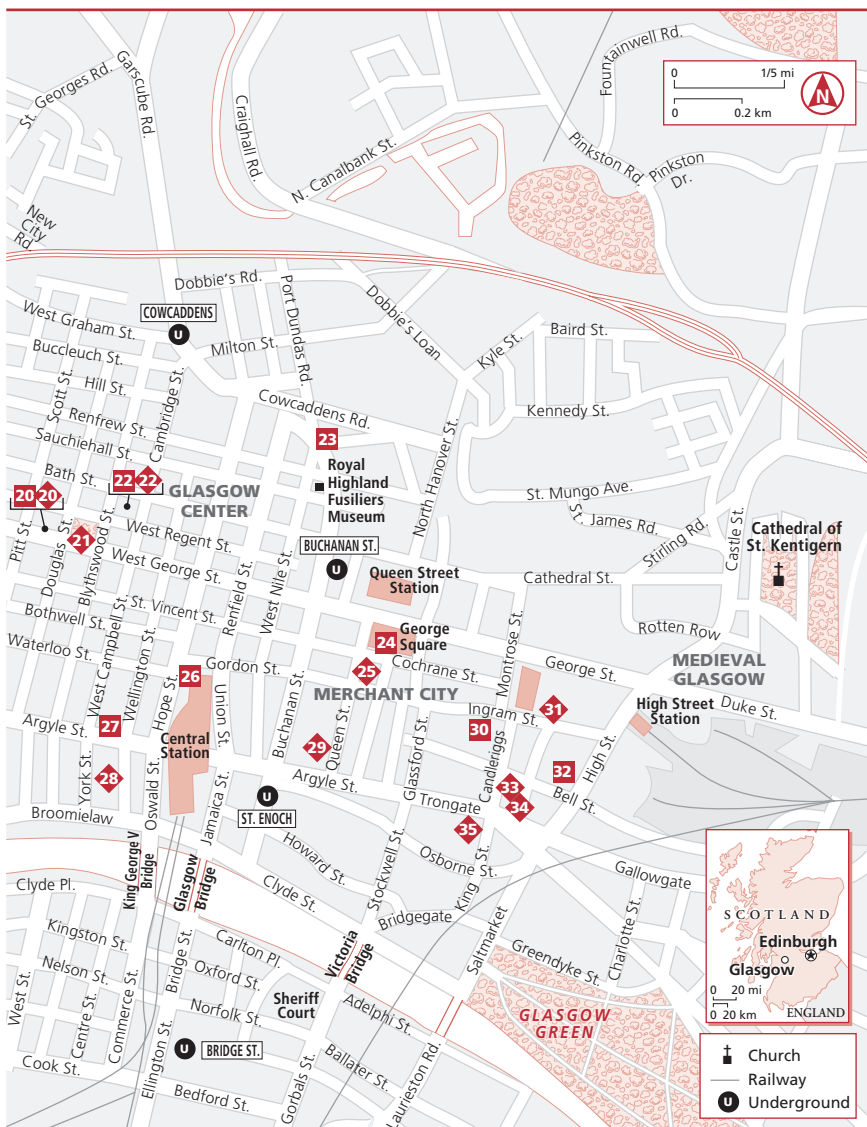 St. Georges Rd.
Garscube Rd.
Craighall Rd.
N. Canalbank St.
Fountainwell Rd.
Pinkston Rd.
Pinkston
Dr.
0 1/5 mi
0 0.2 km
N
New
City
Rd.
Dobbie's Rd.
Port Dundas Rd.
Dobbie's Loan
COWCADDENS
U
West Graham St.
Buccleuch St.
Milton St.
Hill St.
Scott St.
Renfrew St.
Cambridge St.
Sauchiehall St.
Kyle St.
Baird St.
Kennedy St.
Cowcaddens Rd.
North Hanover St.
23
Royal
Highland
Fusiliers
Museum
Bath St.
20 20
22 22
GLASGOW
CENTER
St. Mungo Ave.
St. James Rd.
Stirling Rd.
Castle St.
Cathedral of
St. Kentigern
Pitt St.
Douglas St.
21
Blythswood St.
West Regent St.
West George St.
BUCHANAN ST.
U
Queen Street
Station
Cathedral St.
Rotten Row
Bothwell St.
St. Vincent St.
Renfield St.
West Nile St.
Waterloo St.
West Campbell St.
Wellington St.
24
George
Square
Montrose St.
George St.
MEDIEVAL
GLASGOW
Gordon St.
25
Cochrane St.
MERCHANT CITY
Hope St.
26
Union St.
Ingram St.
31
High Street
Station
Duke St.
Argyle St.
27
Central
Station
Buchanan St.
29
Queen St.
Glassford St.
30
Candleriggs
32
High St.
York St.
28
Oswald St.
Jamaica St.
U
ST. ENOCH
Argyle St.
Trongate
33
34
Bell St.
35
Broomielaw
King George V
Bridge
Glasgow
Bridge
Howard St.
Stockwell St.
Osborne St.
King St.
Gallowgate
Clyde Pl.
Clyde St.
Bridgegate
Saltmarket
Charlotte St.
Kingston St.
Carlton Pl.
Victoria
Bridge
Greendyke St.
Nelson St.
Oxford St.
Bridge St.
West St.
Centre St.
Commerce St.
Norfolk St.
Sheriff
Court
Adelphi St.
GLASGOW
GREEN
U
BRIDGE ST.
Cook St.
Ellington St.
Bedford St.
Gorbals St.
Ballater St.
Laurieston Rd.
SCOTLAND
Edinburgh
Glasgow
0 20 mi
0 20 km
ENGLAND
Church
Railway
U Underground